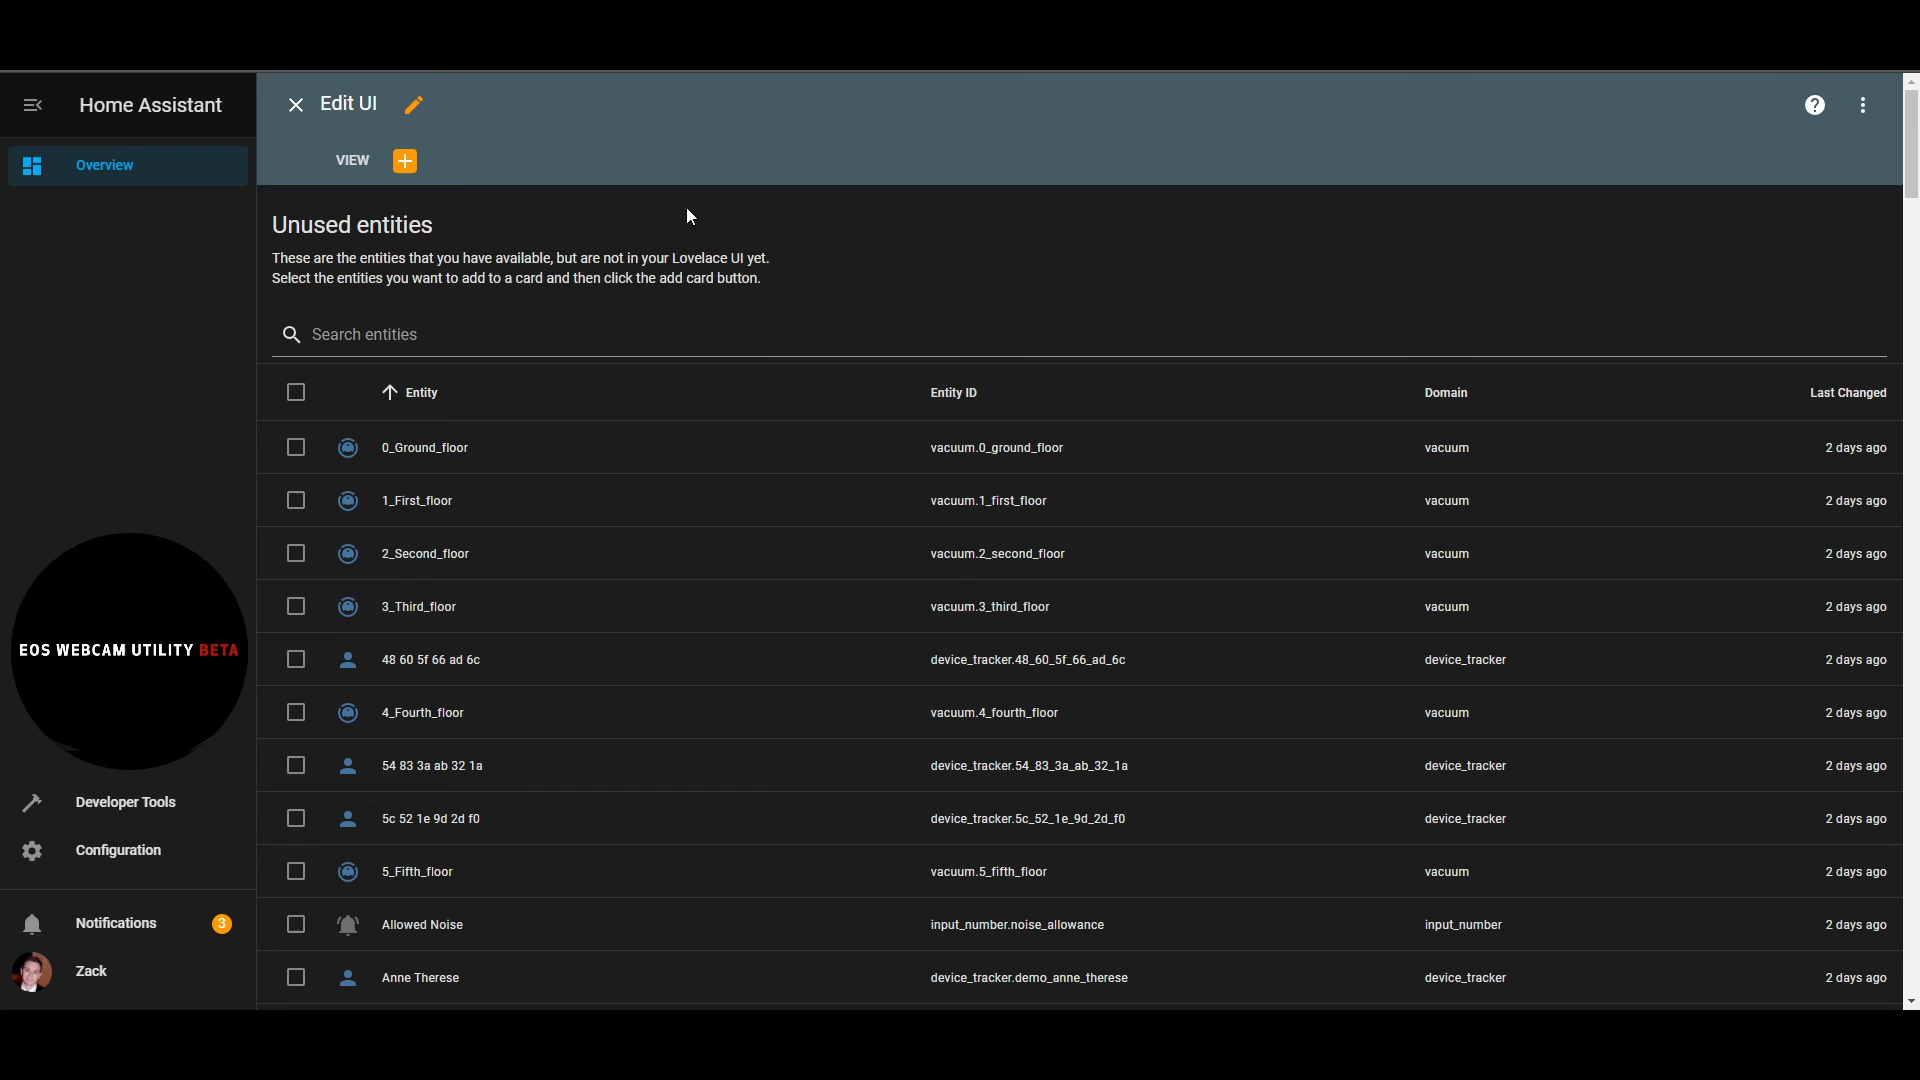 Home Assistant
Edit UI
Overview
VIEW
Unused entities
These are the entities that you have available, but are not in your Lovelace UI yet.
Select the entities you want to add to a card and then click the add card button.
Search entities
Entity Entity ID Domain Last Changed
0_Ground_floor vacuum.0_ground_floor vacuum 2 days ago
1_First_floor vacuum.1_first_floor vacuum 2 days ago
2_Second_floor vacuum.2_second_floor vacuum 2 days ago
3_Third_floor vacuum.3_third_floor vacuum 2 days ago
48 60 5f 66 ad 6c device_tracker.48_60_5f_66_ad_6c device_tracker 2 days ago
4_Fourth_floor vacuum.4_fourth_floor vacuum 2 days ago
54 83 3a ab 32 1a device_tracker.54_83_3a_ab_32_1a device_tracker 2 days ago
5c 52 1e 9d 2d f0 device_tracker.5c_52_1e_9d_2d_f0 device_tracker 2 days ago
5_Fifth_floor vacuum.5_fifth_floor vacuum 2 days ago
Allowed Noise input_number.noise_allowance input_number 2 days ago
Anne Therese device_tracker.demo_anne_therese device_tracker 2 days ago
EOS WEBCAM UTILITY BETA
Developer Tools
Configuration
Notifications 3
Zack